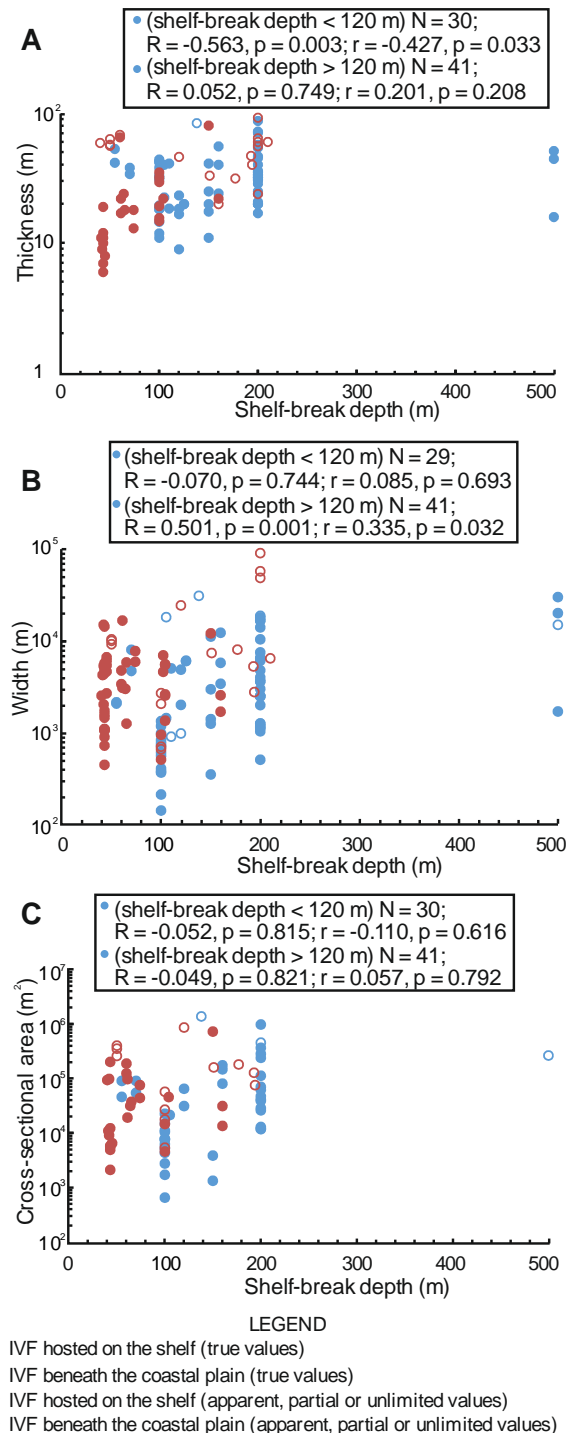 A
(shelf-break depth < 120 m) N = 30;
R = -0.563, p = 0.003; r = -0.427, p = 0.033
(shelf-break depth > 120 m) N = 41;
R = 0.052, p = 0.749; r = 0.201, p = 0.208
Thickness (m)
10²
10
1
0 100 200 300 400 500
Shelf-break depth (m)
B
(shelf-break depth < 120 m) N = 29;
R = -0.070, p = 0.744; r = 0.085, p = 0.693
(shelf-break depth > 120 m) N = 41;
R = 0.501, p = 0.001; r = 0.335, p = 0.032
Width (m)
10⁵
10⁴
10³
10²
0 100 200 300 400 500
Shelf-break depth (m)
C
(shelf-break depth < 120 m) N = 30;
R = -0.052, p = 0.815; r = -0.110, p = 0.616
(shelf-break depth > 120 m) N = 41;
R = -0.049, p = 0.821; r = 0.057, p = 0.792
Cross-sectional area (m²)
10⁷
10⁶
10⁵
10⁴
10³
10²
0 100 200 300 400 500
Shelf-break depth (m)
LEGEND
IVF hosted on the shelf (true values)
IVF beneath the coastal plain (true values)
IVF hosted on the shelf (apparent, partial or unlimited values)
IVF beneath the coastal plain (apparent, partial or unlimited values)